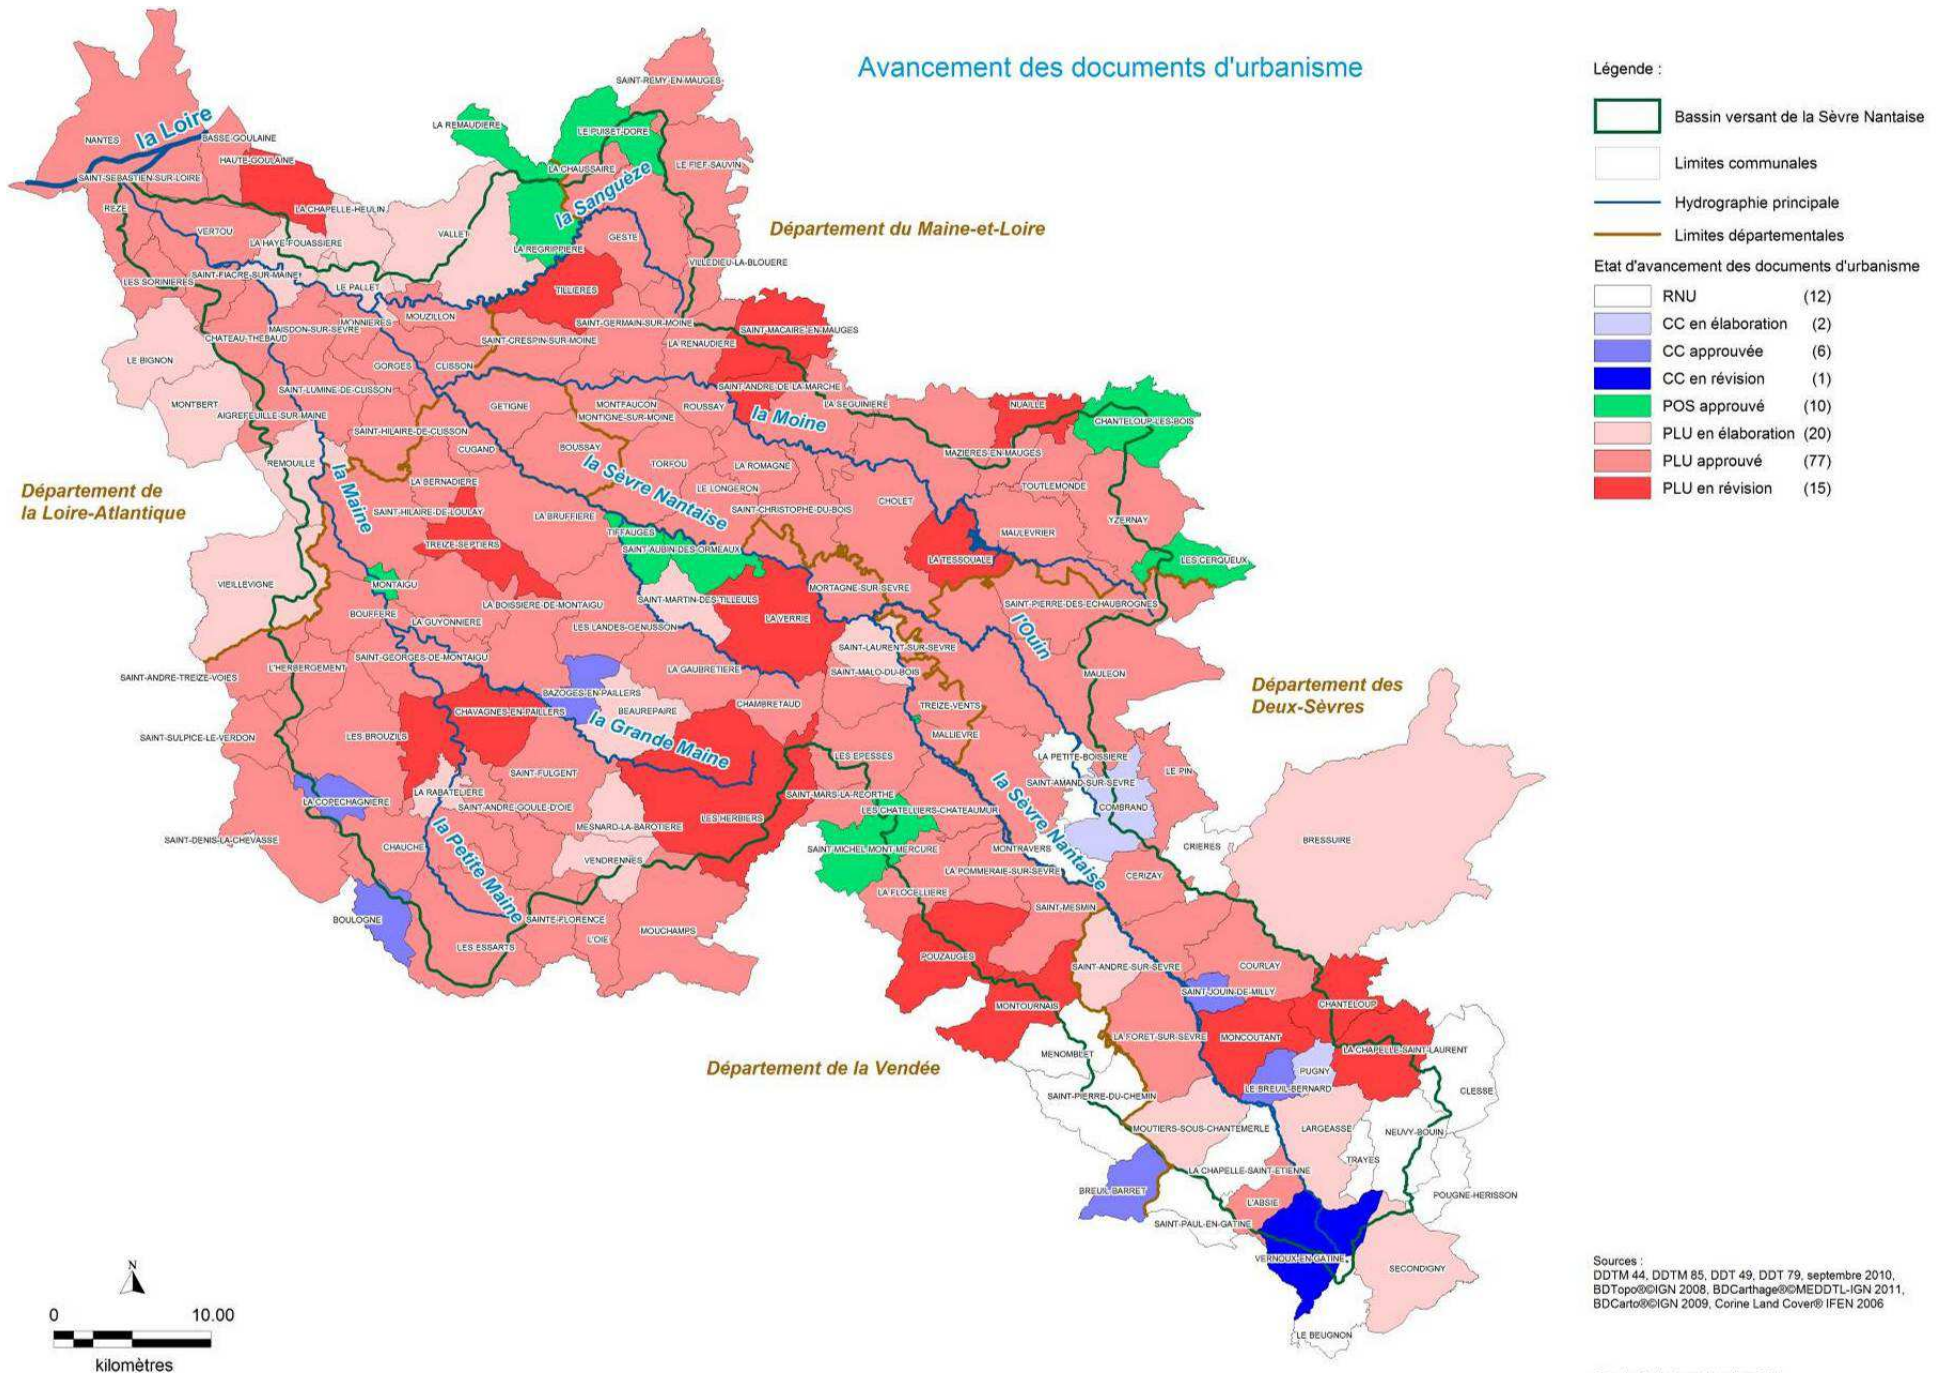 Avancement des documents d'urbanisme
Légende :
Bassin versant de la Sèvre Nantaise
Limites communales
Hydrographie principale
Limites départementales
Etat d'avancement des documents d'urbanisme
RNU (12)
CC en élaboration (2)
CC approuvée (6)
CC en révision (1)
POS approuvé (10)
PLU en élaboration (20)
PLU approuvé (77)
PLU en révision (15)
SAINT-REMY-EN-MAUGES
LA REMAUDIERE
LE PUISET-DORE
NANTES
la Loire
BASSE-GOULAINE
HAUTE-GOULAINE
LE FIEF-SAUVIN
LA CHAUSSAIRE
SAINT-SEBASTIEN-SUR-LOIRE
la Sanguèze
REZE
LA CHAPELLE-HEULIN
VERTOU
VALLET
GESTE
Département du Maine-et-Loire
LA HAYE-FOUASSIERE
LA REGRIPPIERE
VILLEDIEU-LA-BLOUERE
SAINT-FIACRE-SUR-MAINE
LES SORINIERES
LE PALLET
TILLIERES
MOUZILLON
MONNIERES
SAINT-GERMAIN-SUR-MOINE
MAISDON-SUR-SEVRE
SAINT-MACAIRE-EN-MAUGES
CHATEAU-THEBAUD
SAINT-CRESPIN-SUR-MOINE
LA RENAUDIERE
LE BIGNON
GORGES
CLISSON
SAINT-LUMINE-DE-CLISSON
SAINT-ANDRE-DE-LA-MARCHE
MONTBERT
GETIGNE
MONTFAUCON
ROUSSAY
LA SEGUINIERE
NUAILLE
AIGREFEUILLE-SUR-MAINE
MONTIGNE-SUR-MOINE
la Moine
CHANTELOUP-LES-BOIS
SAINT-HILAIRE-DE-CLISSON
CUGAND
BOUSSAY
MAZIERES-EN-MAUGES
REMOUILLE
TORFOU
LA ROMAGNE
la Sèvre Nantaise
LA BERNADIERE
LE LONGERON
TOUTLEMONDE
Département de
la Loire-Atlantique
la Maine
CHOLET
SAINT-HILAIRE-DE-LOULAY
LA BRUFFIERE
SAINT-CHRISTOPHE-DU-BOIS
YZERNAY
TIFFAUGES
MAULEVRIER
TREIZE-SEPTIERS
SAINT-AUBIN-DES-ORMEAUX
LA TESSOUALE
LES CERQUEUX
VIEILLEVIGNE
MONTAIGU
MORTAGNE-SUR-SEVRE
SAINT-MARTIN-DES-TILLEULS
LA BOISSIERE-DE-MONTAIGU
SAINT-PIERRE-DES-ECHAUBROGNES
BOUFFERE
LA GUYONNIERE
LA VERRIE
LES LANDES-GENUSSON
l'Ouin
SAINT-LAURENT-SUR-SEVRE
SAINT-GEORGES-DE-MONTAIGU
L'HERBERGEMENT
LA GAUBRETIERE
SAINT-MALO-DU-BOIS
MAULEON
SAINT-ANDRE-TREIZE-VOIES
Département des
Deux-Sèvres
BAZOGES-EN-PAILLERS
CHAMBRETAUD
TREIZE-VENTS
CHAVAGNES-EN-PAILLERS
BEAUREPAIRE
la Grande Maine
SAINT-SULPICE-LE-VERDON
LES BROUZILS
MALLIEVRE
LES EPESSES
LA PETITE-BOISSIERE
SAINT-FULGENT
LE PIN
SAINT-AMAND-SUR-SEVRE
LA RABATELIERE
SAINT-MARS-LA-REORTHE
LA COPECHAGNIERE
SAINT-ANDRE-GOULE-D'OIE
COMBRAND
LES CHATELLIERS-CHATEAUMUR
LES HERBIERS
MESNARD-LA-BAROTIERE
la Sèvre Nantaise
SAINT-DENIS-LA-CHEVASSE
CHAUCHE
la Petite Maine
SAINT-MICHEL-MONT-MERCURE
MONTRAVERS
CRIERES
BRESSUIRE
VENDRENNES
LA POMMERAIE-SUR-SEVRE
CERIZAY
LA FLOCELLIERE
SAINT-MESMIN
BOULOGNE
SAINTE-FLORENCE
MOUCHAMPS
L'OIE
LES ESSARTS
POUZAUGES
SAINT-ANDRE-SUR-SEVRE
COURLAY
SAINT-JOUIN-DE-MILLY
MONTOURNAIS
CHANTELOUP
LA FORET-SUR-SEVRE
MONCOUTANT
MENOMBLET
LA CHAPELLE-SAINT-LAURENT
Département de la Vendée
PUGNY
LE BREUIL-BERNARD
CLESSE
SAINT-PIERRE-DU-CHEMIN
MOUTIERS-SOUS-CHANTEMERLE
LARGEASSE
NEUVY-BOUIN
TRAYES
LA CHAPELLE-SAINT-ETIENNE
BREUIL-BARRET
L'ABSIE
POUGNE-HERISSON
SAINT-PAUL-EN-GATINE
VERNOUX-EN-GATINE
SECONDIGNY
LE BEUGNON
N
0 10.00
kilomètres
Sources :
DDTM 44, DDTM 85, DDT 49, DDT 79, septembre 2010,
BDTopo®©IGN 2008, BDCarthage®©MEDDTL-IGN 2011,
BDCarto®©IGN 2009, Corine Land Cover® IFEN 2006